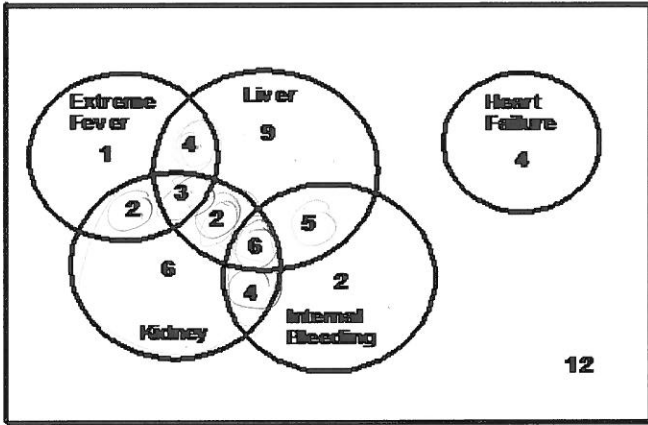 Extreme
Fever
1
Liver
9
Heart
Failure
4
4
3
2
2
5
6
6
4
2
Kidney
Internal
Bleeding
12